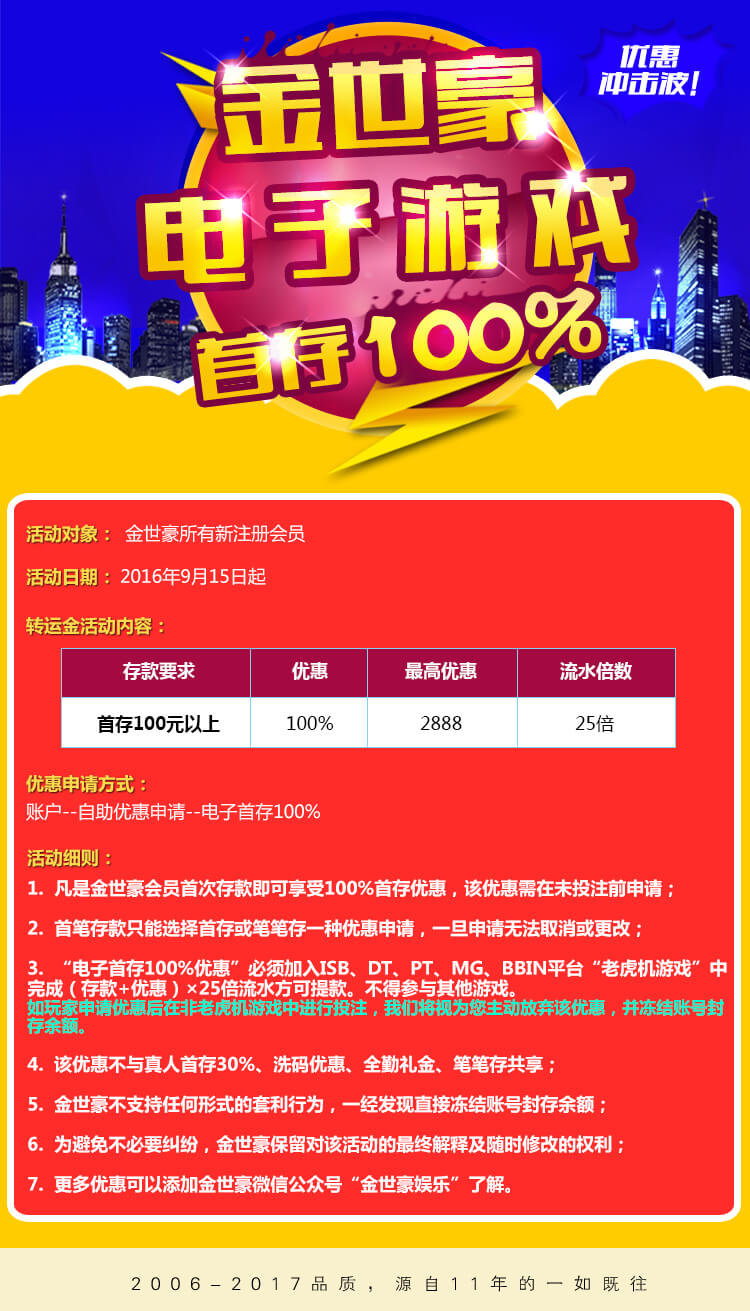 优惠
冲击波!
金世豪
电子游戏
首存100%
活动对象： 金世豪所有新注册会员
活动日期：2016年9月15日起
转运金活动内容：
存款要求 优惠 最高优惠 流水倍数
首存100元以上 100% 2888 25倍
优惠申请方式：
账户--自助优惠申请--电子首存100%
活动细则：
1. 凡是金世豪会员首次存款即可享受100%首存优惠，该优惠需在未投注前申请；
2. 首笔存款只能选择首存或笔笔存一种优惠申请，一旦申请无法取消或更改；
3. “电子首存100%优惠”必须加入ISB、DT、PT、MG、BBIN平台“老虎机游戏”中
完成（存款+优惠）×25倍流水方可提款。不得参与其他游戏。
如玩家申请优惠后在非老虎机游戏中进行投注，我们将视为您主动放弃该优惠，并冻结账号封
存余额。
4. 该优惠不与真人首存30%、洗码优惠、全勤礼金、笔笔存共享；
5. 金世豪不支持任何形式的套利行为，一经发现直接冻结账号封存余额；
6. 为避免不必要纠纷，金世豪保留对该活动的最终解释及随时修改的权利；
7. 更多优惠可以添加金世豪微信公众号“金世豪娱乐”了解。
2006-2017品质，源自11年的一如既往